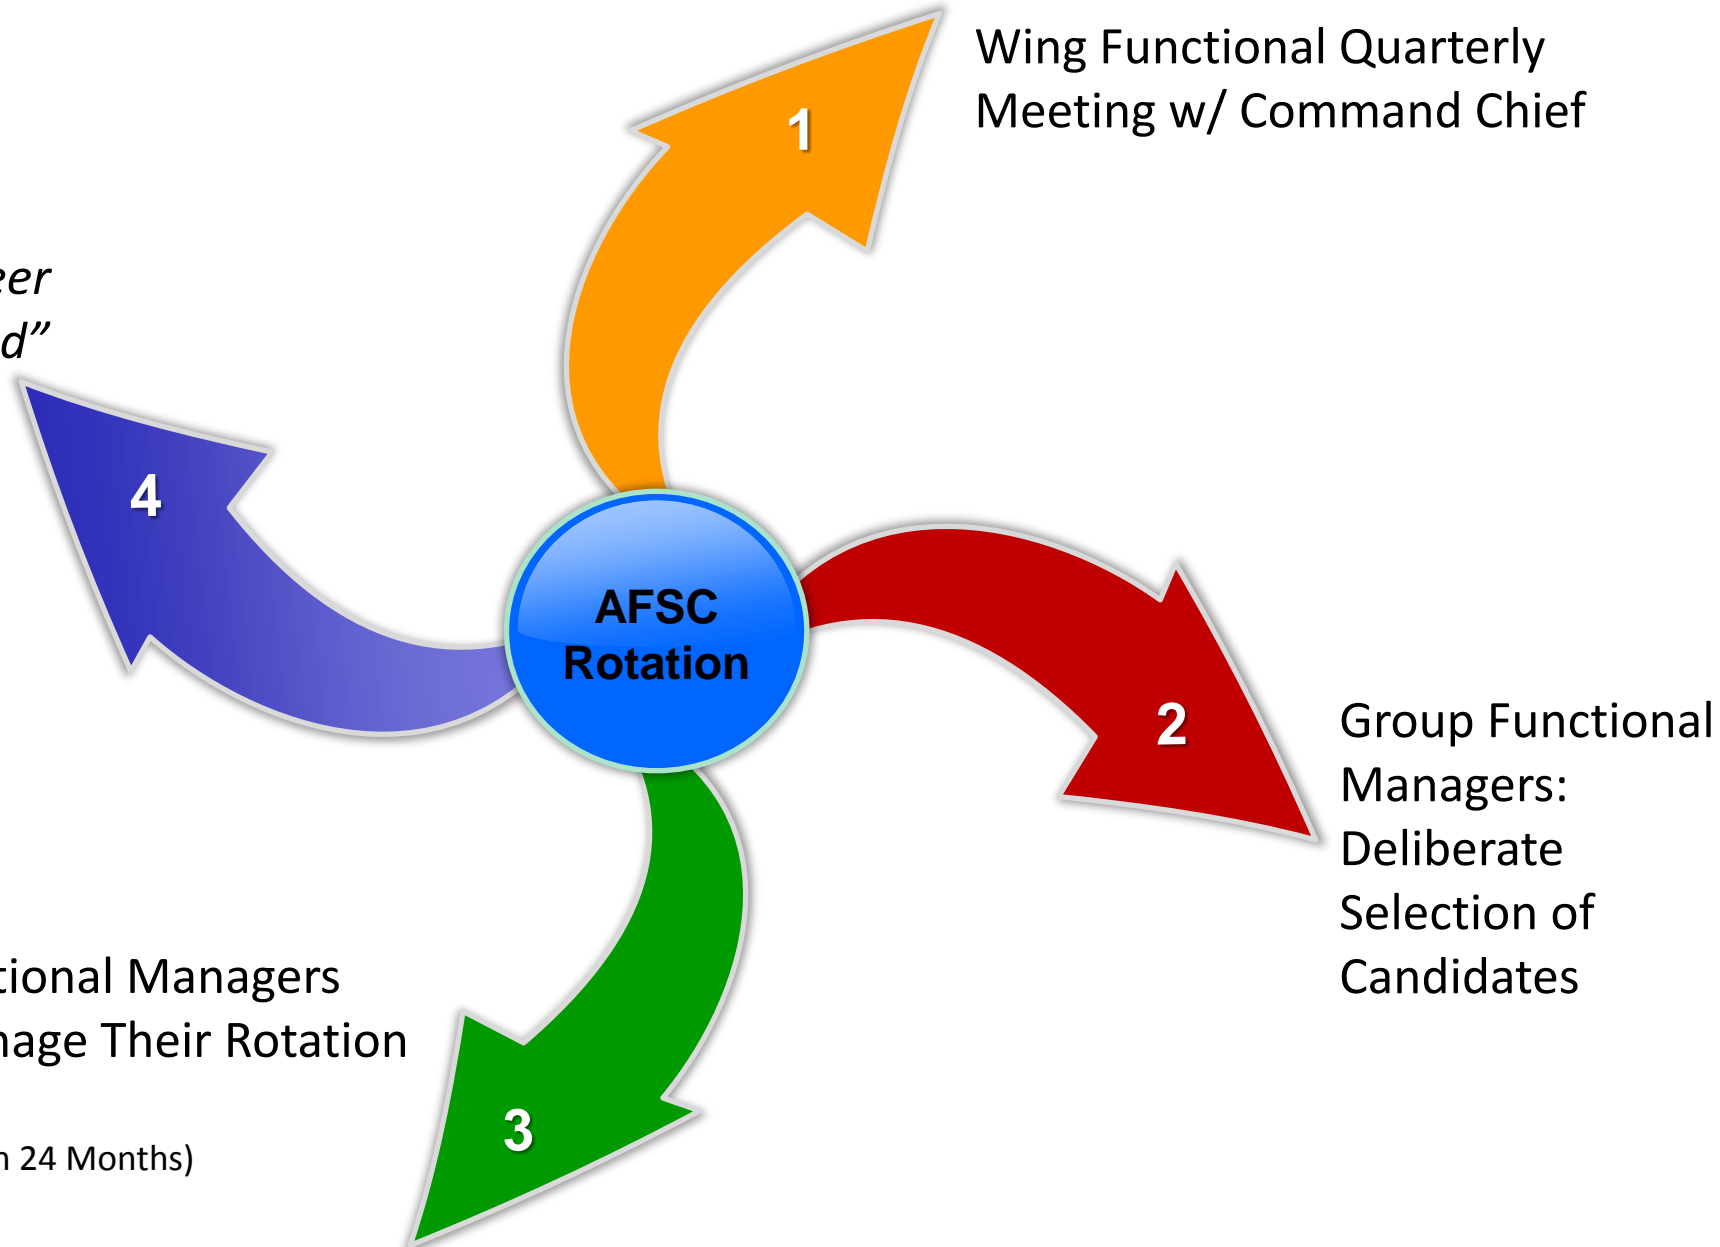 1
Wing Functional Quarterly
Meeting w/ Command Chief
4
AFSC
Rotation
2
Group Functional
Managers:
Deliberate
Selection of
Candidates
Managers
Their Rotation
3
24 Months)